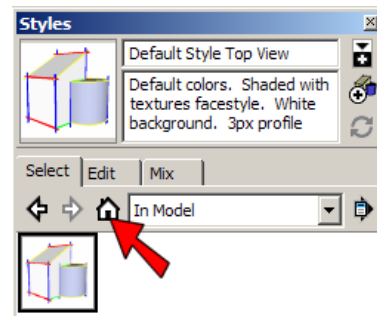 Styles
Default Style Top View
Default colors. Shaded with
textures facestyle. White
background. 3px profile
Select Edit Mix
In Model